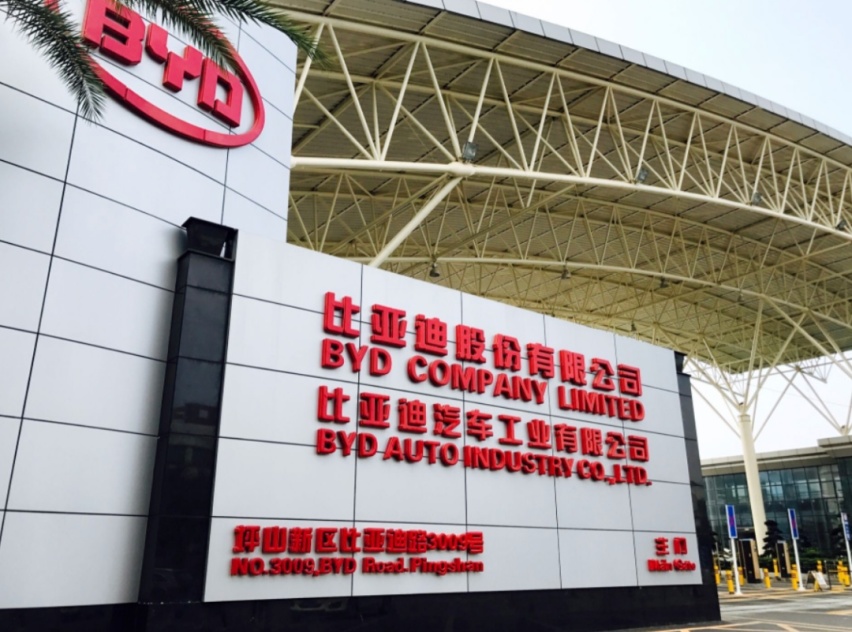 BYD
比亚迪股份有限公司
BYD COMPANY LIMITED
比亚迪汽车工业有限公司
BYD AUTO INDUSTRY CO.,LTD.
坪山新区比亚迪路3009号
NO.3009,BYD Road.Pingshan